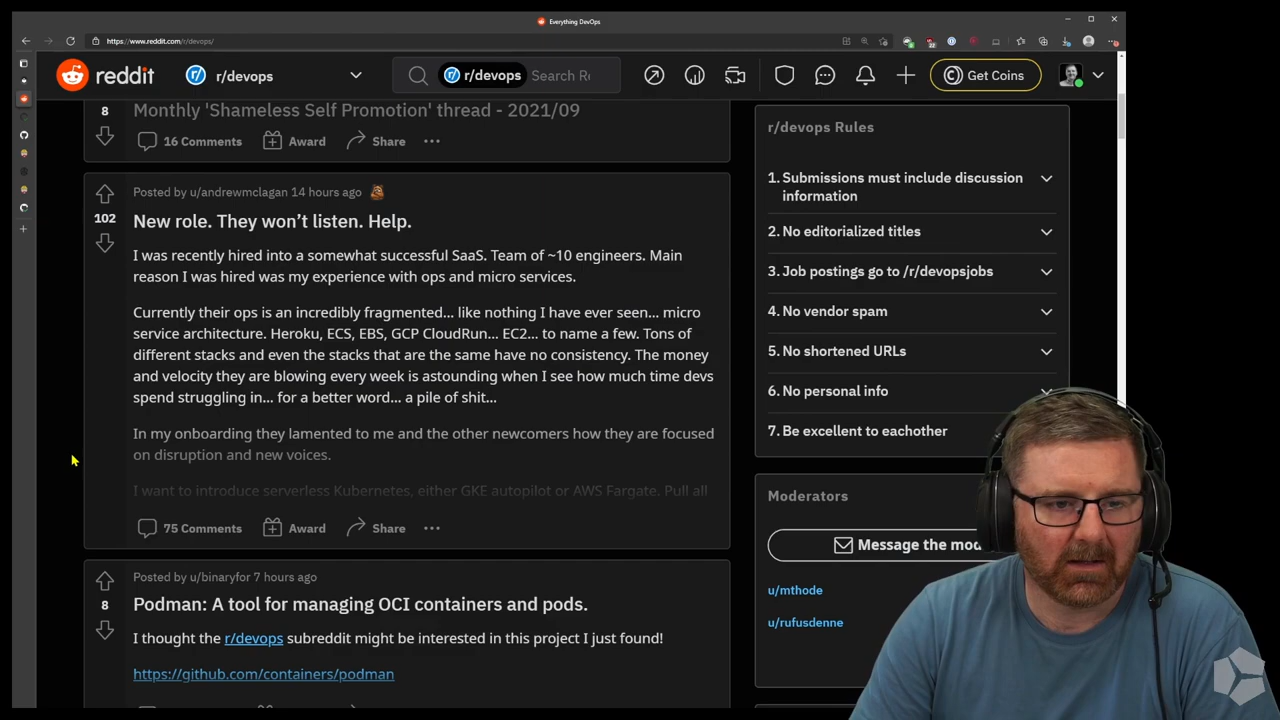 Everything DevOps
https://www.reddit.com/r/devops/
reddit
r/devops
r/devops
Search Re
Get Coins
8
Monthly 'Shameless Self Promotion' thread - 2021/09
16 Comments
Award
Share
Posted by u/andrewmclagan 14 hours ago
102
New role. They won’t listen. Help.
I was recently hired into a somewhat successful SaaS. Team of ~10 engineers. Main
reason I was hired was my experience with ops and micro services.
Currently their ops is an incredibly fragmented... like nothing I have ever seen... micro
service architecture. Heroku, ECS, EBS, GCP CloudRun... EC2... to name a few. Tons of
different stacks and even the stacks that are the same have no consistency. The money
and velocity they are blowing every week is astounding when I see how much time devs
spend struggling in... for a better word... a pile of shit...
In my onboarding they lamented to me and the other newcomers how they are focused
on disruption and new voices.
I want to introduce serverless Kubernetes, either GKE autopilot or AWS Fargate. Pull all
75 Comments
Award
Share
Posted by u/binaryfor 7 hours ago
8
Podman: A tool for managing OCI containers and pods.
I thought the r/devops subreddit might be interested in this project I just found!
https://github.com/containers/podman
r/devops Rules
1. Submissions must include discussion
information
2. No editorialized titles
3. Job postings go to /r/devopsjobs
4. No vendor spam
5. No shortened URLs
6. No personal info
7. Be excellent to eachother
Moderators
Message the mod
u/mthode
u/rufusdenne